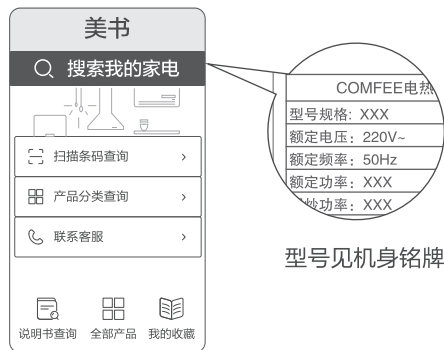 美书
搜索我的家电
扫描条码查询
产品分类查询
联系客服
说明书查询 全部产品 我的收藏
COMFEE电热
型号规格: XXX
额定电压: 220V~
额定频率: 50Hz
额定功率: XXX
功率: XXX
型号见机身铭牌